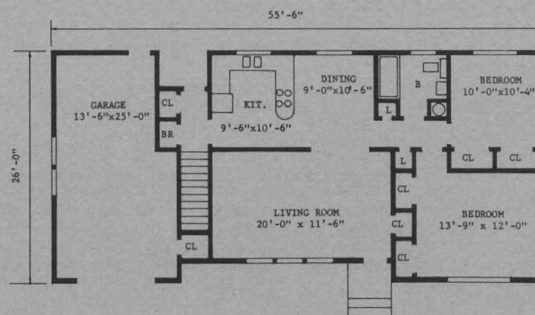 55'-6"
26'-0"
GARAGE
13'-6"x25'-0"
CL
BR
CL
KIT.
9'-6"x10'-6"
DINING
9'-0"x10'-6"
L
B
BEDROOM
10'-0"x10'-4"
CL
CL
L
CL
CL
CL
LIVING ROOM
20'-0" x 11'-6"
BEDROOM
13'-9" x 12'-0"